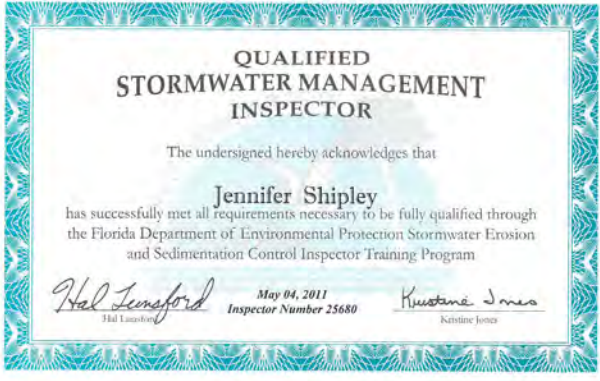 QUALIFIED
STORMWATER MANAGEMENT
INSPECTOR
The undersigned hereby acknowledges that
Jennifer Shipley
has successfully met all requirements necessary to be fully qualified through
the Florida Department of Environmental Protection Stormwater Erosion
and Sedimentation Control Inspector Training Program
Hal Lunsford May 04, 2011 Kristine Jones
Hal Lunsford Inspector Number 25680 Kristine Jones